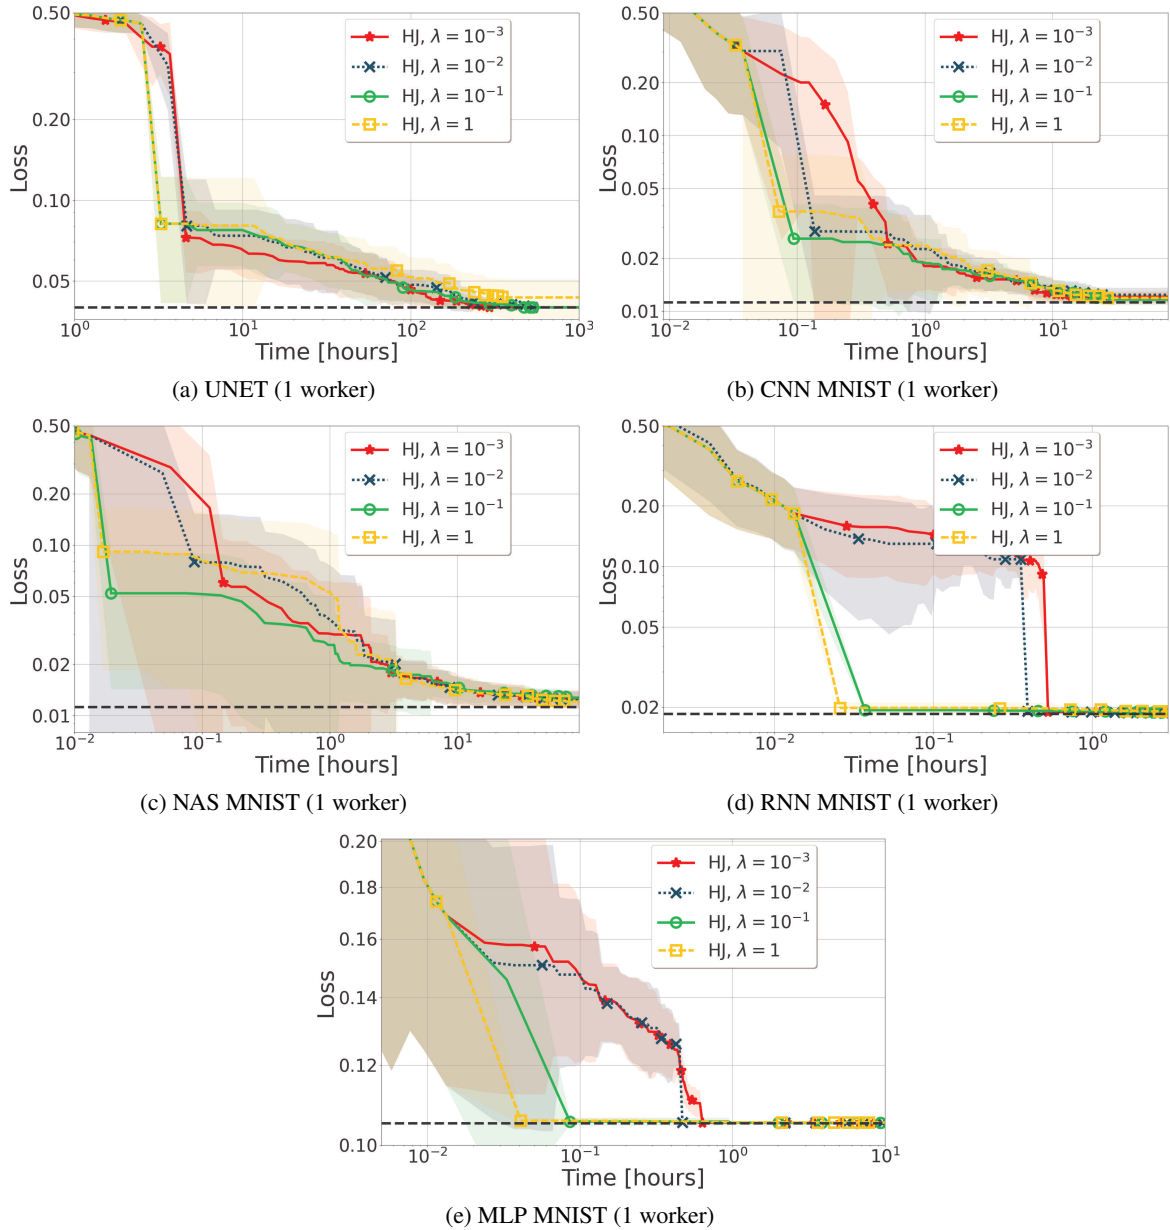 0.50
0.20
0.10
0.05
Loss
10⁰
10¹
10²
10³
Time [hours]
HJ, λ = 10⁻³
HJ, λ = 10⁻²
HJ, λ = 10⁻¹
HJ, λ = 1
(a) UNET (1 worker)
0.50
0.20
0.10
0.05
0.02
0.01
Loss
10⁻²
10⁻¹
10⁰
10¹
Time [hours]
HJ, λ = 10⁻³
HJ, λ = 10⁻²
HJ, λ = 10⁻¹
HJ, λ = 1
(b) CNN MNIST (1 worker)
0.50
0.20
0.10
0.05
0.02
0.01
Loss
10⁻²
10⁻¹
10⁰
10¹
Time [hours]
HJ, λ = 10⁻³
HJ, λ = 10⁻²
HJ, λ = 10⁻¹
HJ, λ = 1
(c) NAS MNIST (1 worker)
0.50
0.20
0.10
0.05
0.02
Loss
10⁻²
10⁻¹
10⁰
Time [hours]
HJ, λ = 10⁻³
HJ, λ = 10⁻²
HJ, λ = 10⁻¹
HJ, λ = 1
(d) RNN MNIST (1 worker)
0.20
0.18
0.16
0.14
0.12
0.10
Loss
10⁻²
10⁻¹
10⁰
10¹
Time [hours]
HJ, λ = 10⁻³
HJ, λ = 10⁻²
HJ, λ = 10⁻¹
HJ, λ = 1
(e) MLP MNIST (1 worker)